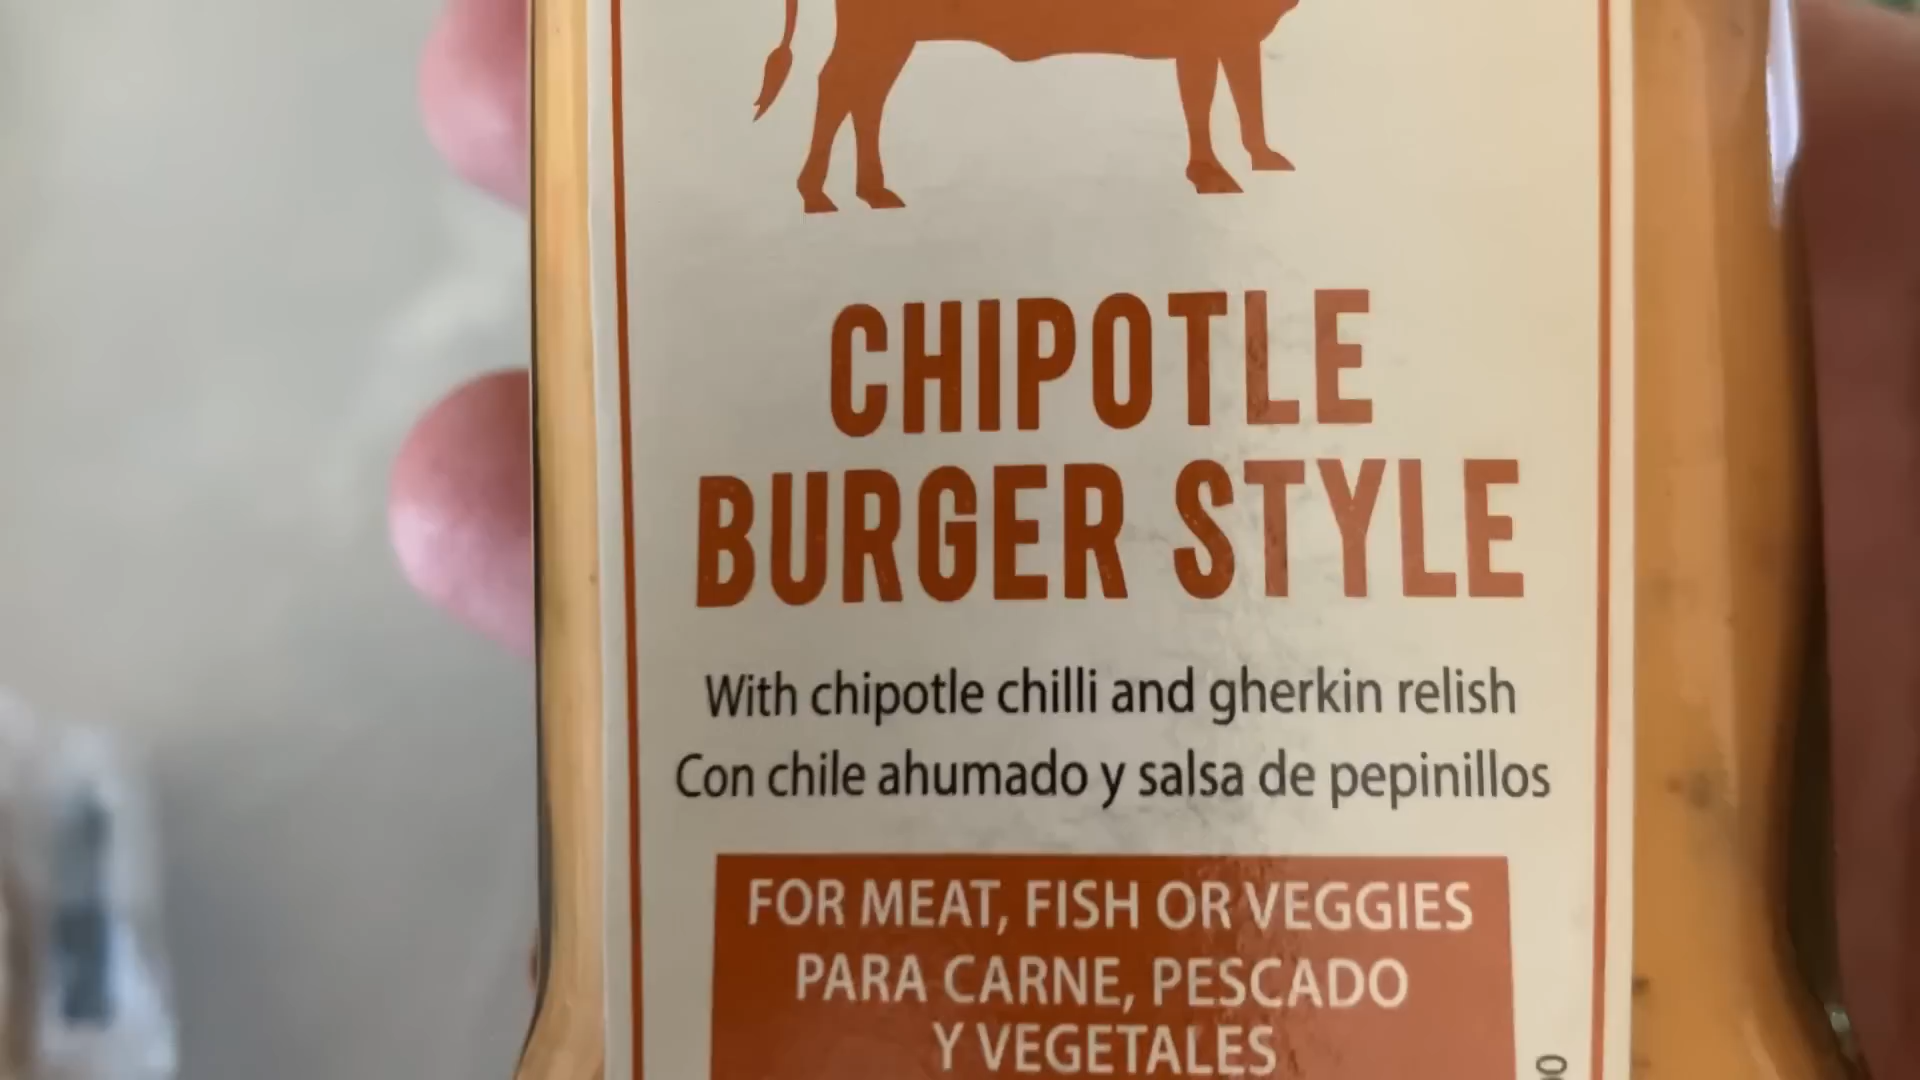 CHIPOTLE
BURGER STYLE
With chipotle chilli and gherkin relish
Con chile ahumado y salsa de pepinillos
FOR MEAT, FISH OR VEGGIES
PARA CARNE, PESCADO
Y VEGETALES